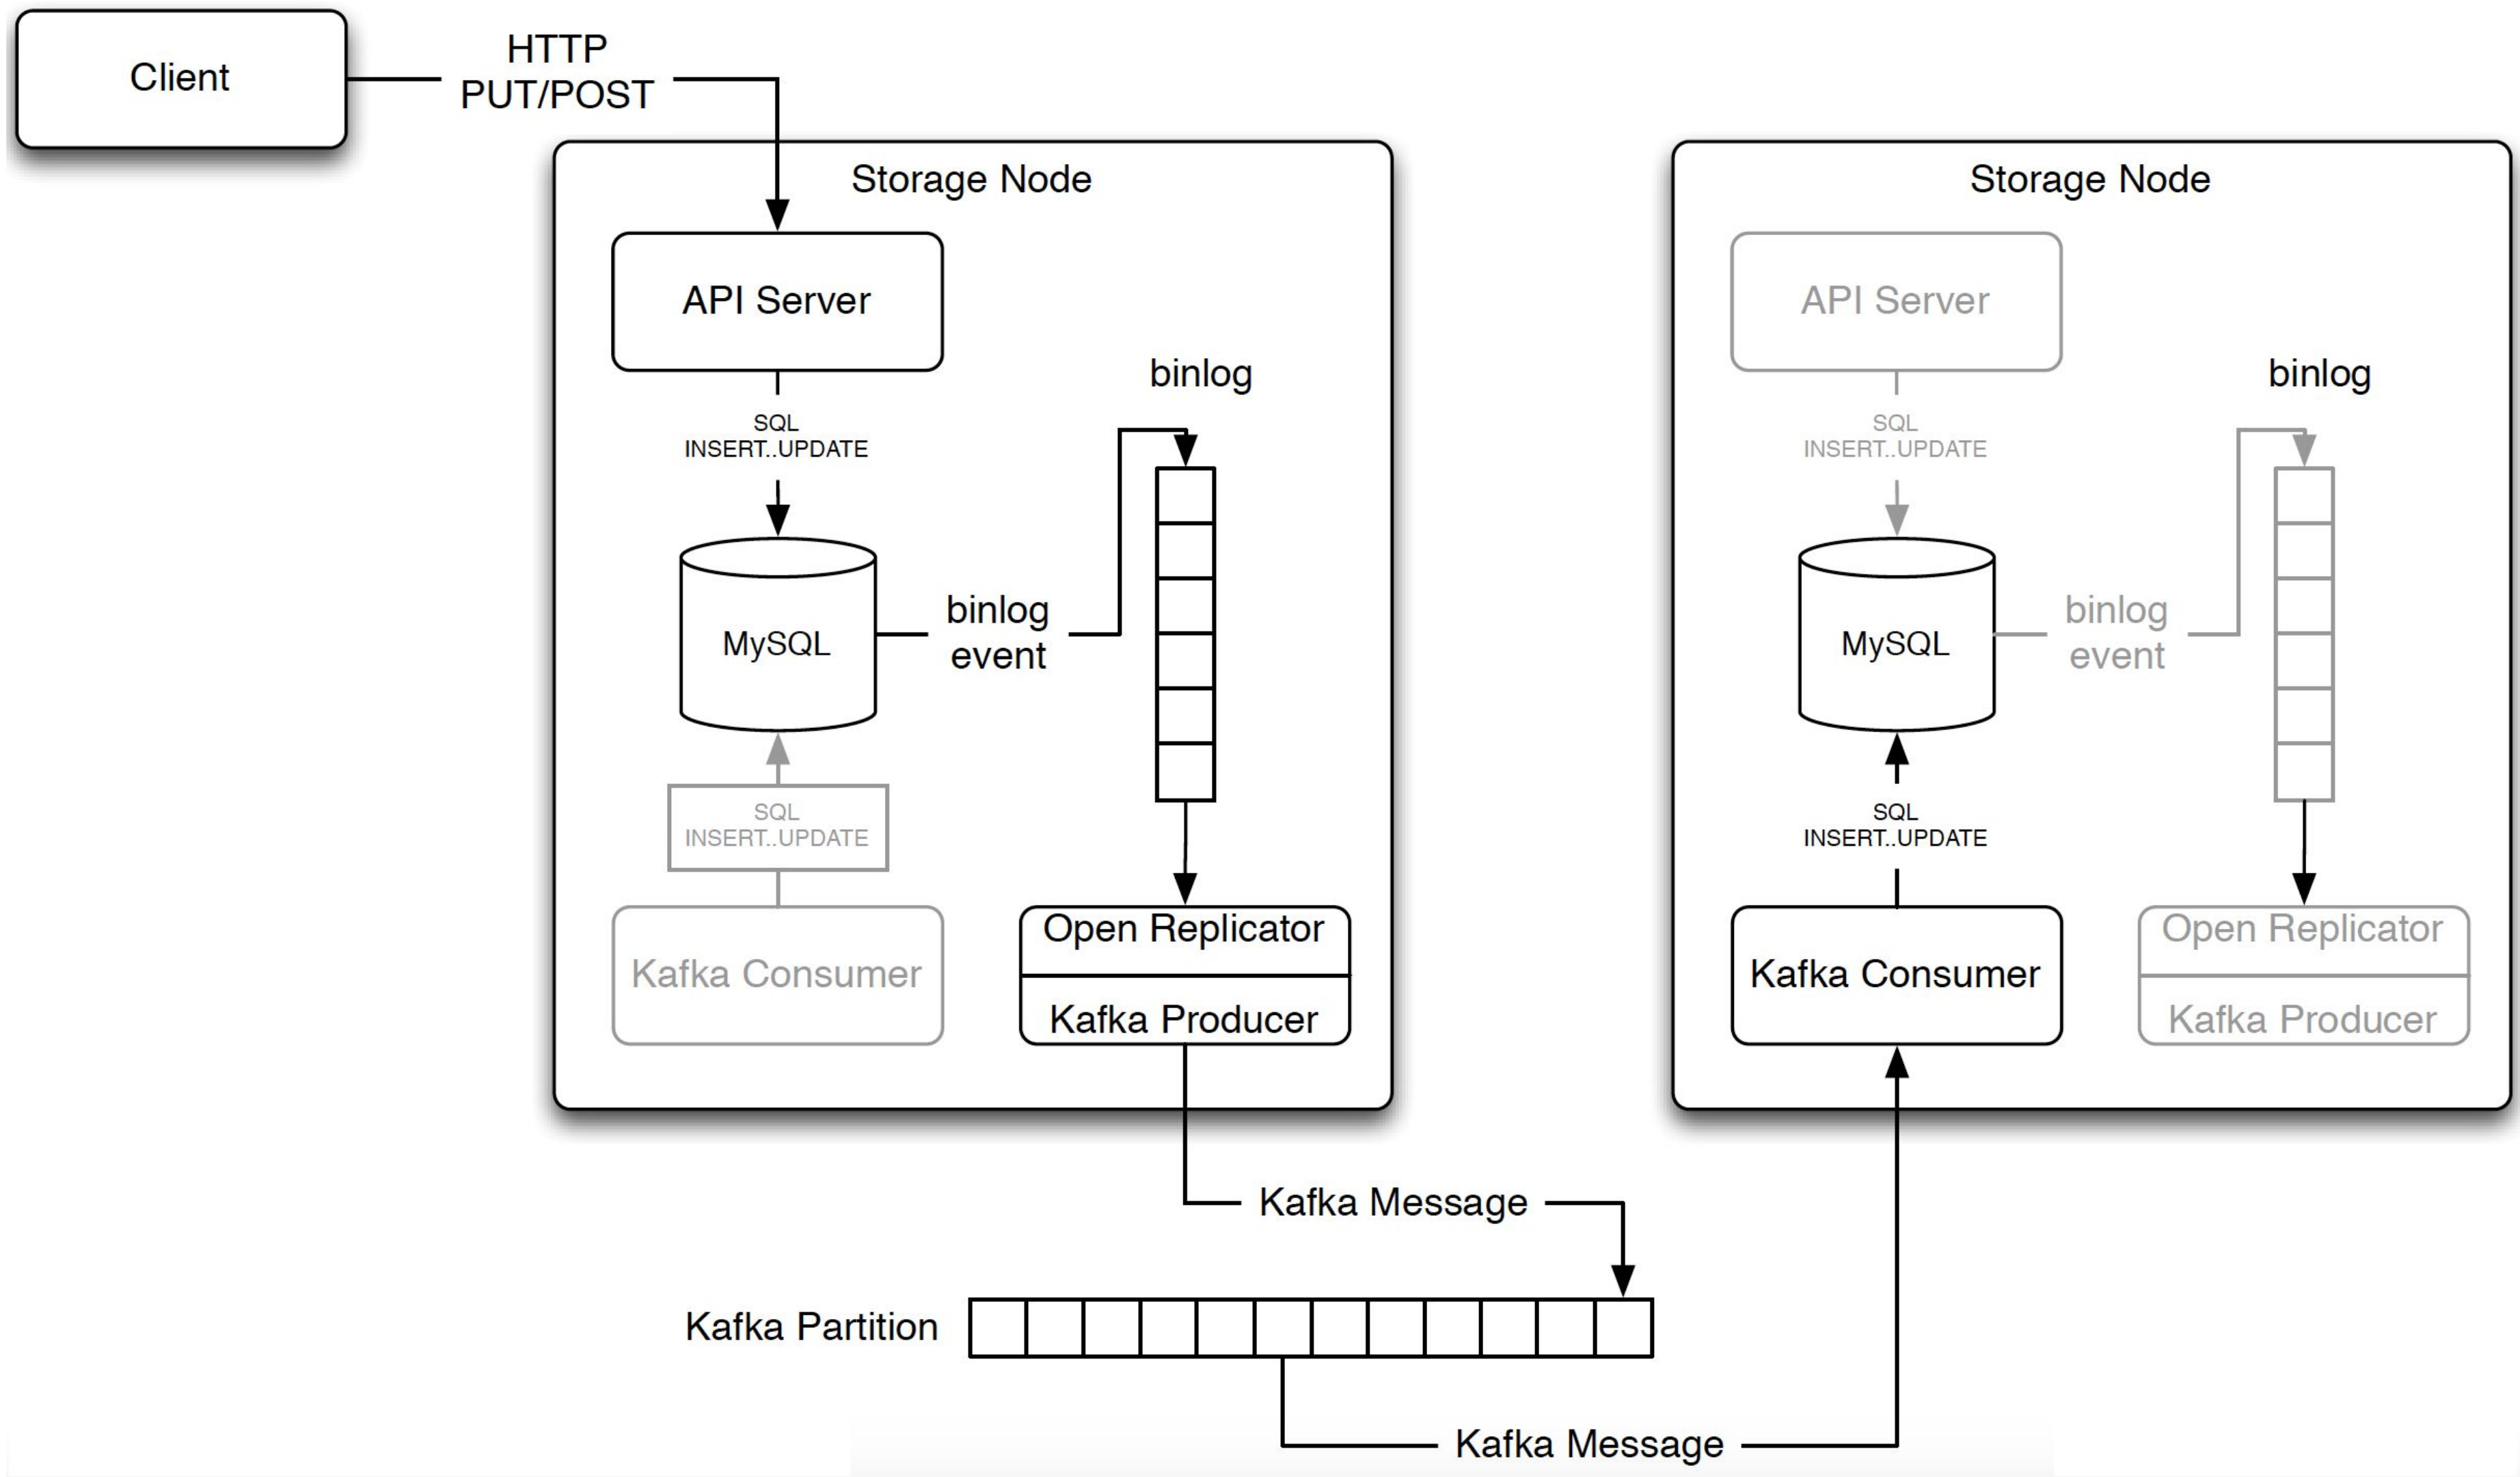 Client
HTTP
PUT/POST
Storage Node
API Server
SQL
INSERT..UPDATE
binlog
MySQL
binlog
event
SQL
INSERT..UPDATE
Kafka Consumer
Open Replicator
Kafka Producer
Storage Node
API Server
SQL
INSERT..UPDATE
binlog
MySQL
binlog
event
SQL
INSERT..UPDATE
Kafka Consumer
Open Replicator
Kafka Producer
Kafka Message
Kafka Partition
Kafka Message